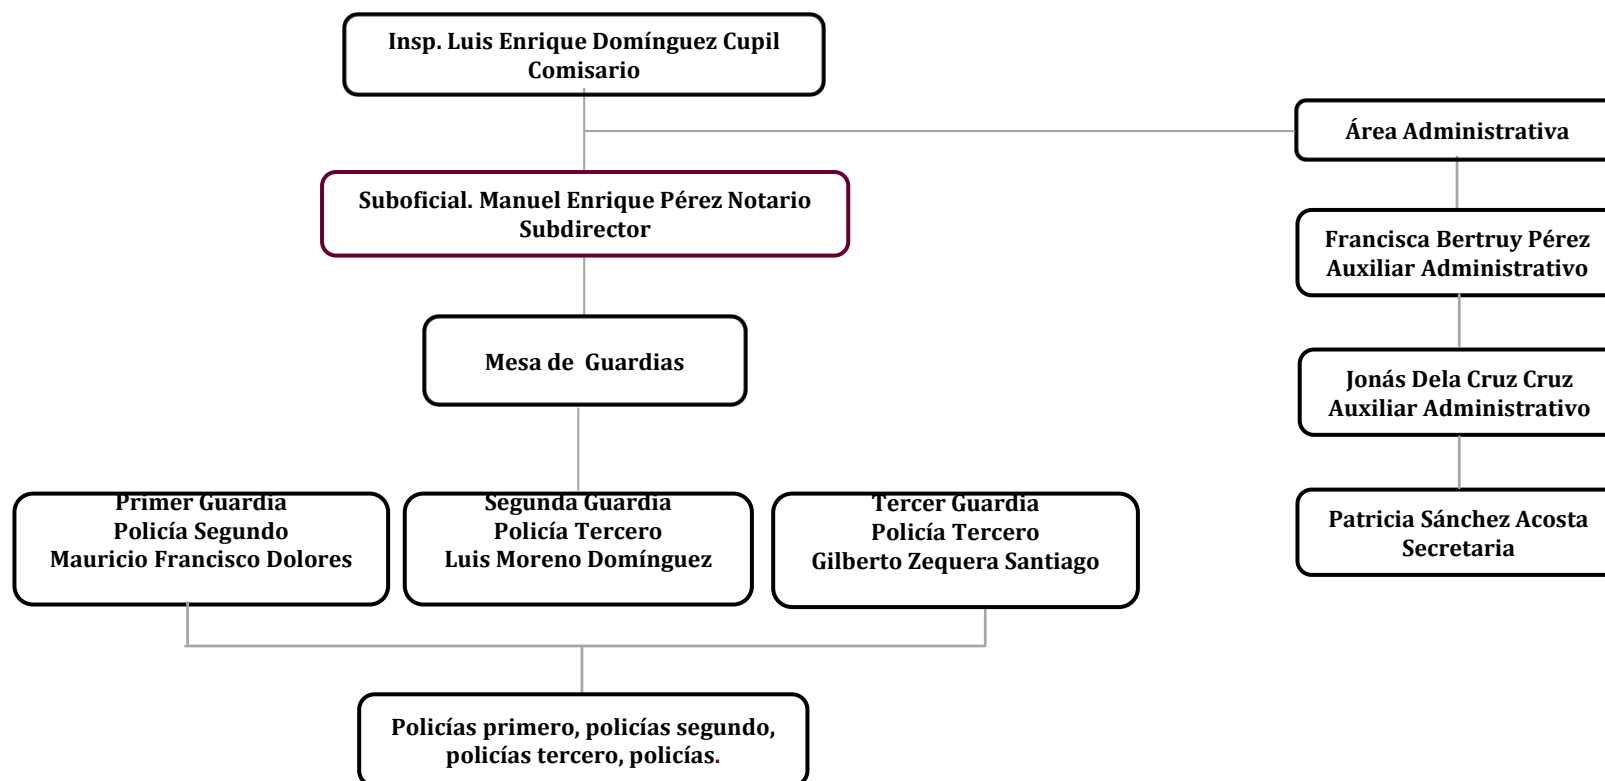 Insp. Luis Enrique Domínguez Cupil
Comisario
Área Administrativa
Suboficial. Manuel Enrique Pérez Notario
Subdirector
Francisca Bertruy Pérez
Auxiliar Administrativo
Mesa de  Guardias
Jonás Dela Cruz Cruz
Auxiliar Administrativo
Primer Guardia
Policía Segundo
Mauricio Francisco Dolores
Segunda Guardia
Policía Tercero
Luis Moreno Domínguez
Tercer Guardia
Policía Tercero
Gilberto Zequera Santiago
Patricia Sánchez Acosta
Secretaria
Policías primero, policías segundo,
policías tercero, policías.